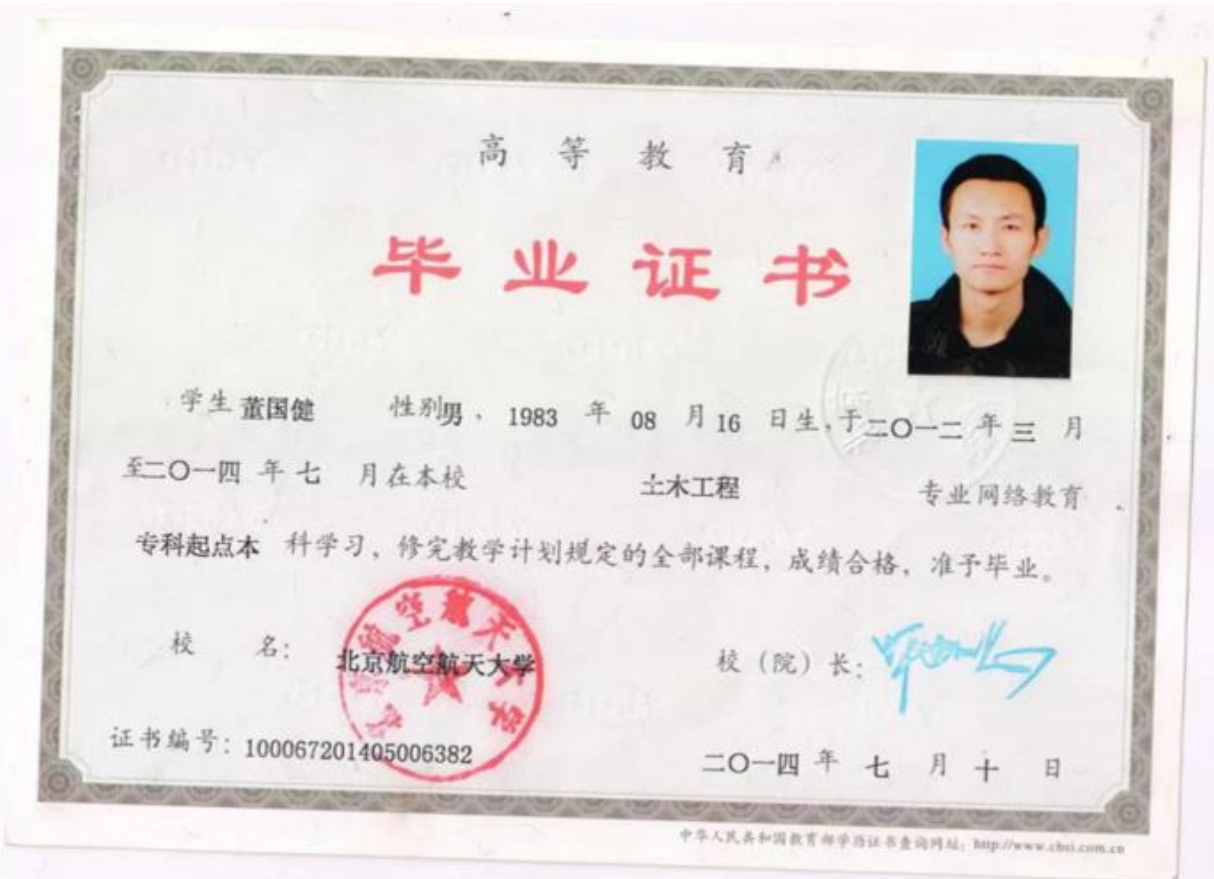 高等教育
毕业证书
学生 董国健 性别男，1983 年 08 月 16 日生，于二〇一二 年 三 月
至二〇一四 年 七 月在本校 土木工程 专业网络教育
专科起点本 科学习，修完教学计划规定的全部课程，成绩合格，准予毕业。
校 名： 北京航空航天大学
校（院）长：
证书编号：100067201405006382
二〇一四 年 七 月 十 日
中华人民共和国教育部学历证书查询网址：http://www.chsi.com.cn